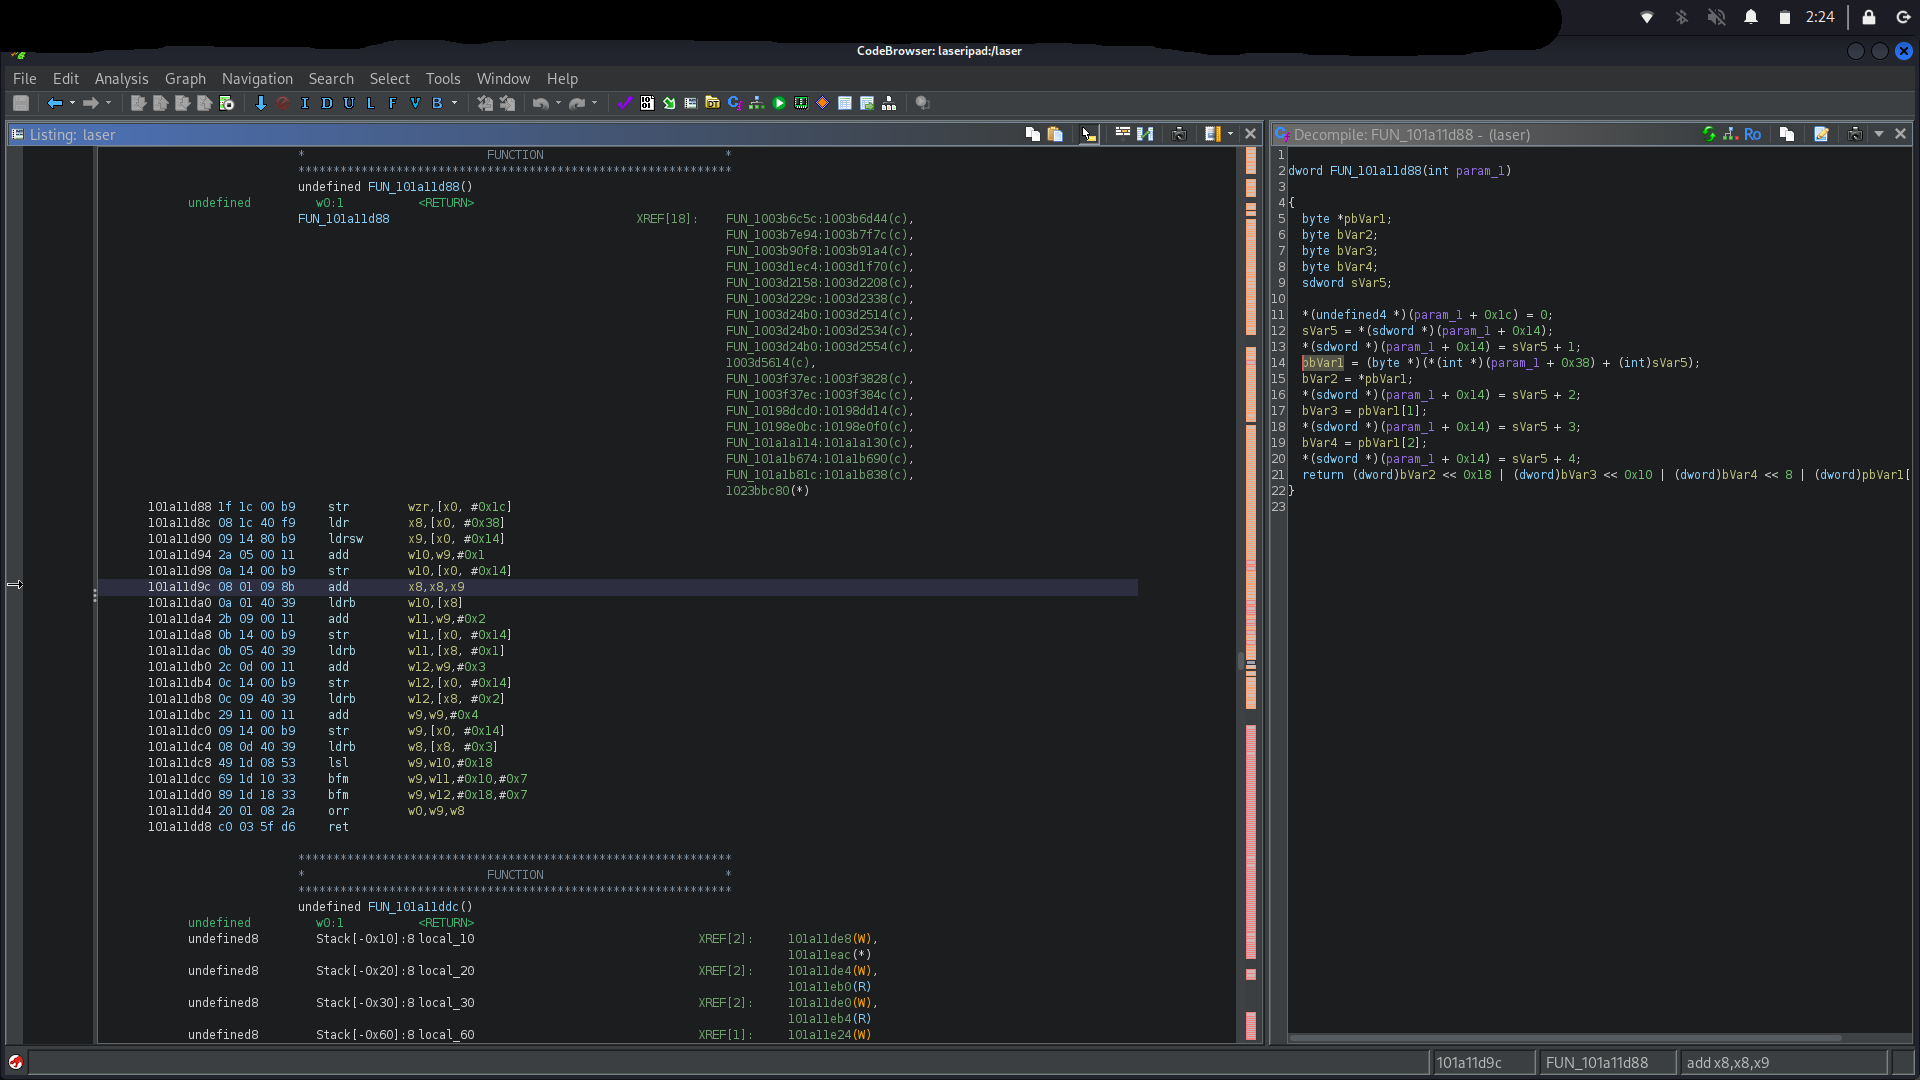 2:24
CodeBrowser: laseripad:/laser
File Edit Analysis Graph Navigation Search Select Tools Window Help
I D U L F V B
Listing: laser
* FUNCTION *
**************************************************************
undefined FUN_101a11d88()
undefined w0:1 <RETURN>
FUN_101a11d88 XREF[18]: FUN_1003b6c5c:1003b6d44(c),
FUN_1003b7e94:1003b7f7c(c),
FUN_1003b90f8:1003b91a4(c),
FUN_1003d1ec4:1003d1f70(c),
FUN_1003d2158:1003d2208(c),
FUN_1003d229c:1003d2338(c),
FUN_1003d24b0:1003d2514(c),
FUN_1003d24b0:1003d2534(c),
FUN_1003d24b0:1003d2554(c),
1003d5614(c),
FUN_1003f37ec:1003f3828(c),
FUN_1003f37ec:1003f384c(c),
FUN_10198dcd0:10198dd14(c),
FUN_10198e0bc:10198e0f0(c),
FUN_101a1a114:101a1a130(c),
FUN_101a1b674:101a1b690(c),
FUN_101a1b81c:101a1b838(c),
1023bbc80(*)
101a11d88 1f 1c 00 b9 str wzr,[x0, #0x1c]
101a11d8c 08 1c 40 f9 ldr x8,[x0, #0x38]
101a11d90 09 14 80 b9 ldrsw x9,[x0, #0x14]
101a11d94 2a 05 00 11 add w10,w9,#0x1
101a11d98 0a 14 00 b9 str w10,[x0, #0x14]
101a11d9c 08 01 09 8b add x8,x8,x9
101a11da0 0a 01 40 39 ldrb w10,[x8]
101a11da4 2b 09 00 11 add w11,w9,#0x2
101a11da8 0b 14 00 b9 str w11,[x0, #0x14]
101a11dac 0b 05 40 39 ldrb w11,[x8, #0x1]
101a11db0 2c 0d 00 11 add w12,w9,#0x3
101a11db4 0c 14 00 b9 str w12,[x0, #0x14]
101a11db8 0c 09 40 39 ldrb w12,[x8, #0x2]
101a11dbc 29 11 00 11 add w9,w9,#0x4
101a11dc0 09 14 00 b9 str w9,[x0, #0x14]
101a11dc4 08 0d 40 39 ldrb w8,[x8, #0x3]
101a11dc8 49 1d 08 53 lsl w9,w10,#0x18
101a11dcc 69 1d 10 33 bfm w9,w11,#0x10,#0x7
101a11dd0 89 1d 18 33 bfm w9,w12,#0x18,#0x7
101a11dd4 20 01 08 2a orr w0,w9,w8
101a11dd8 c0 03 5f d6 ret
**************************************************************
* FUNCTION *
**************************************************************
undefined FUN_101a11ddc()
undefined w0:1 <RETURN>
undefined8 Stack[-0x10]:8 local_10 XREF[2]: 101a11de8(W),
101a11eac(*)
undefined8 Stack[-0x20]:8 local_20 XREF[2]: 101a11de4(W),
101a11eb0(R)
undefined8 Stack[-0x30]:8 local_30 XREF[2]: 101a11de0(W),
101a11eb4(R)
undefined8 Stack[-0x60]:8 local_60 XREF[1]: 101a11e24(W)
Decompile: FUN_101a11d88 - (laser)
Ro
1
2 dword FUN_101a11d88(int param_1)
3
4 {
5 byte *pbVar1;
6 byte bVar2;
7 byte bVar3;
8 byte bVar4;
9 sdword sVar5;
10
11 *(undefined4 *)(param_1 + 0x1c) = 0;
12 sVar5 = *(sdword *)(param_1 + 0x14);
13 *(sdword *)(param_1 + 0x14) = sVar5 + 1;
14 pbVar1 = (byte *)(*(int *)(param_1 + 0x38) + (int)sVar5);
15 bVar2 = *pbVar1;
16 *(sdword *)(param_1 + 0x14) = sVar5 + 2;
17 bVar3 = pbVar1[1];
18 *(sdword *)(param_1 + 0x14) = sVar5 + 3;
19 bVar4 = pbVar1[2];
20 *(sdword *)(param_1 + 0x14) = sVar5 + 4;
21 return (dword)bVar2 << 0x18 | (dword)bVar3 << 0x10 | (dword)bVar4 << 8 | (dword)pbVar1[
22 }
23
101a11d9c FUN_101a11d88 add x8,x8,x9